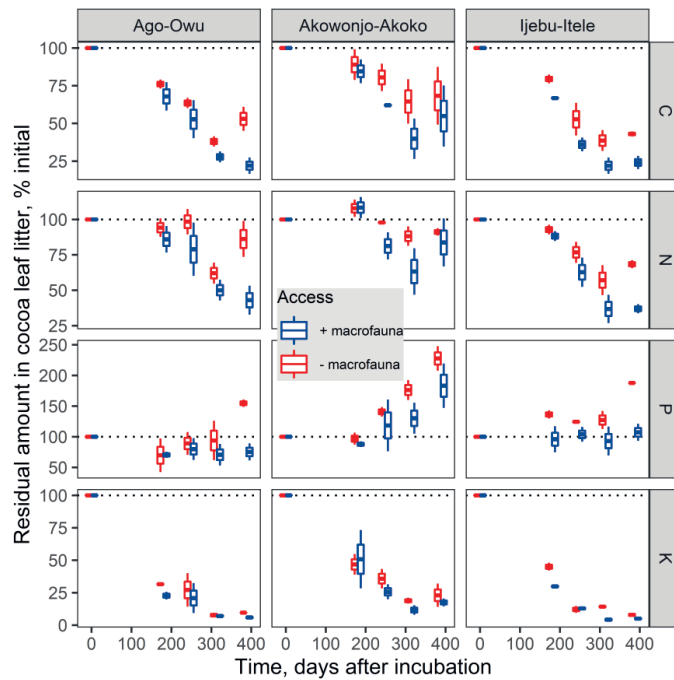 Ago-Owu Akowonjo-Akoko Ijebu-Itele
Residual amount in cocoa leaf litter, % initial
100
75
50
25
C
100
75
50
25
N
Access
+ macrofauna
- macrofauna
250
200
150
100
50
P
100
75
50
25
0
K
0 100 200 300 400 0 100 200 300 400 0 100 200 300 400
Time, days after incubation